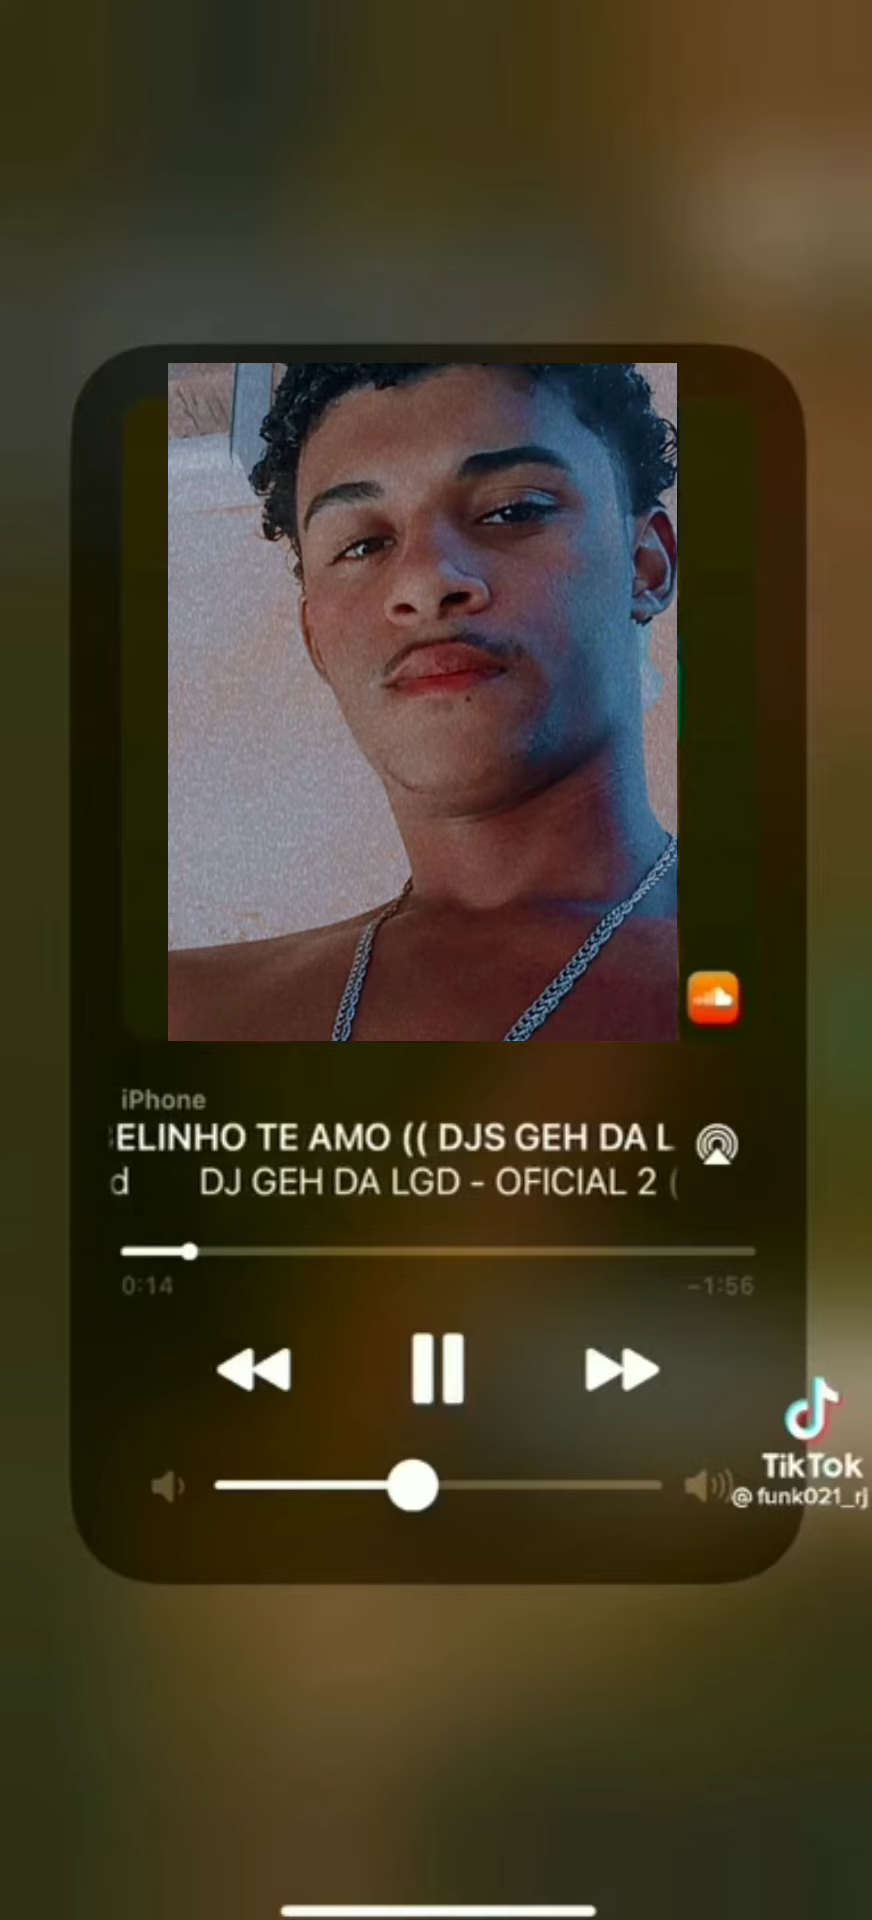 iPhone
ELINHO TE AMO (( DJS GEH DA L
d DJ GEH DA LGD - OFICIAL 2 (
0:14 -1:56
TikTok
@funk021_rj